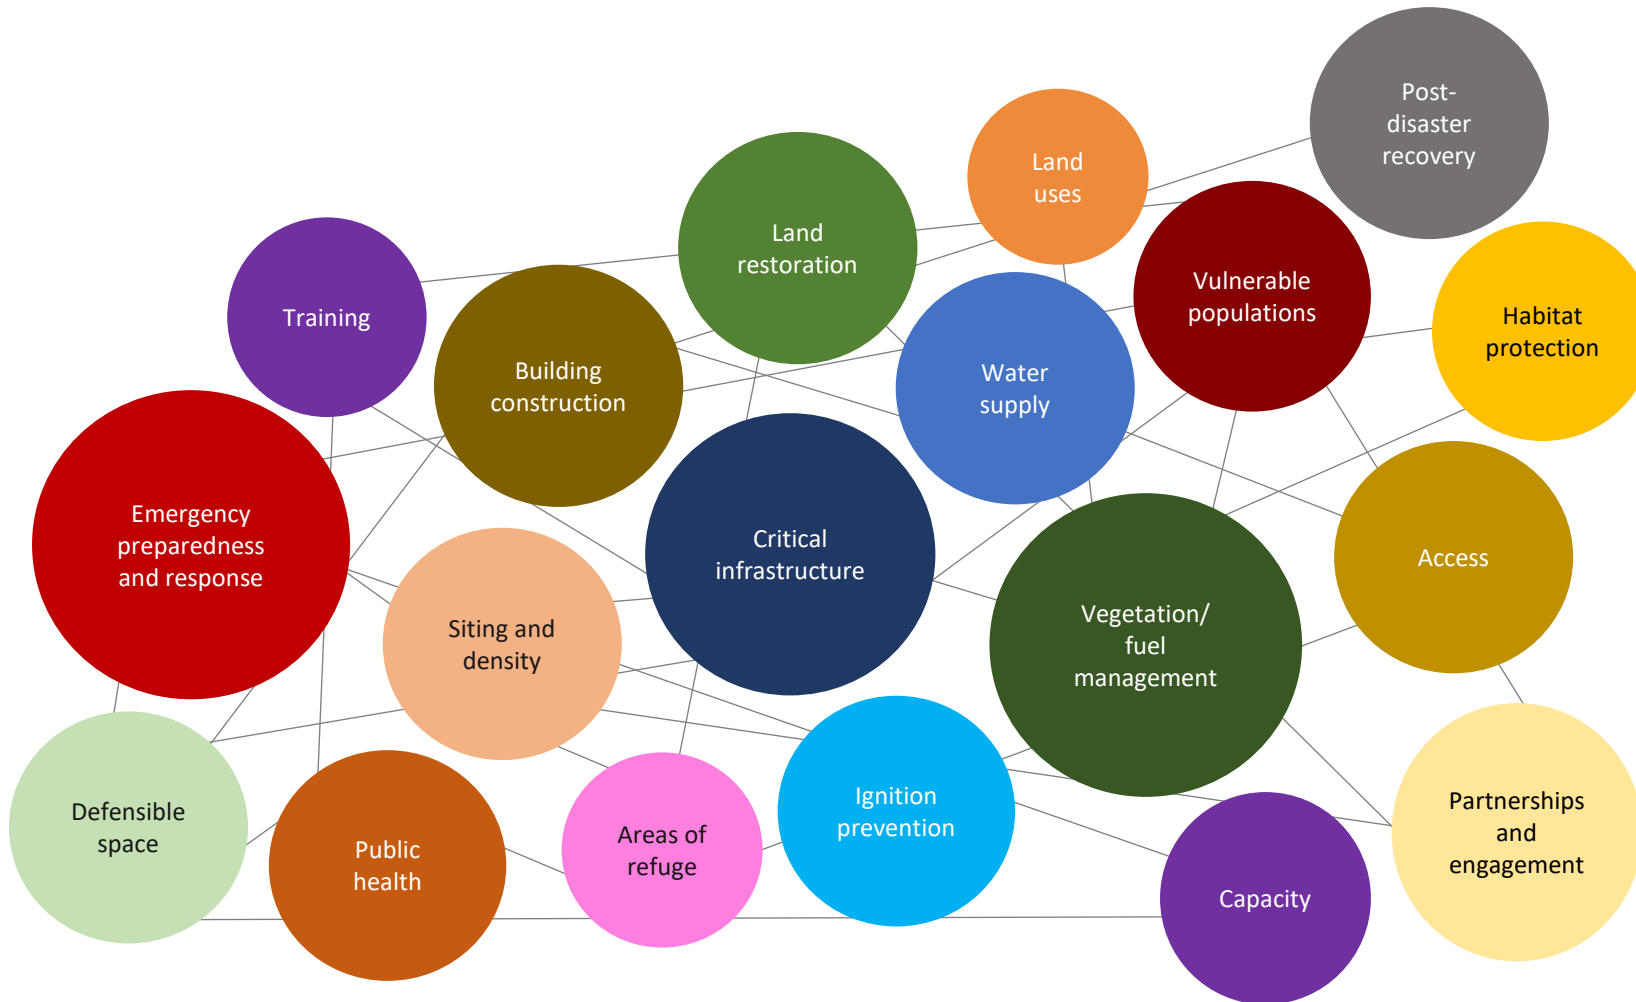 Post-
disaster
recovery
Land
uses
Land
restoration
Vulnerable
populations
Training
Habitat
protection
Building
construction
Water
supply
Emergency
preparedness
and response
Critical
infrastructure
Access
Siting and
density
Vegetation/
fuel
management
Defensible
space
Public
health
Areas of
refuge
Ignition
prevention
Partnerships
and
engagement
Capacity